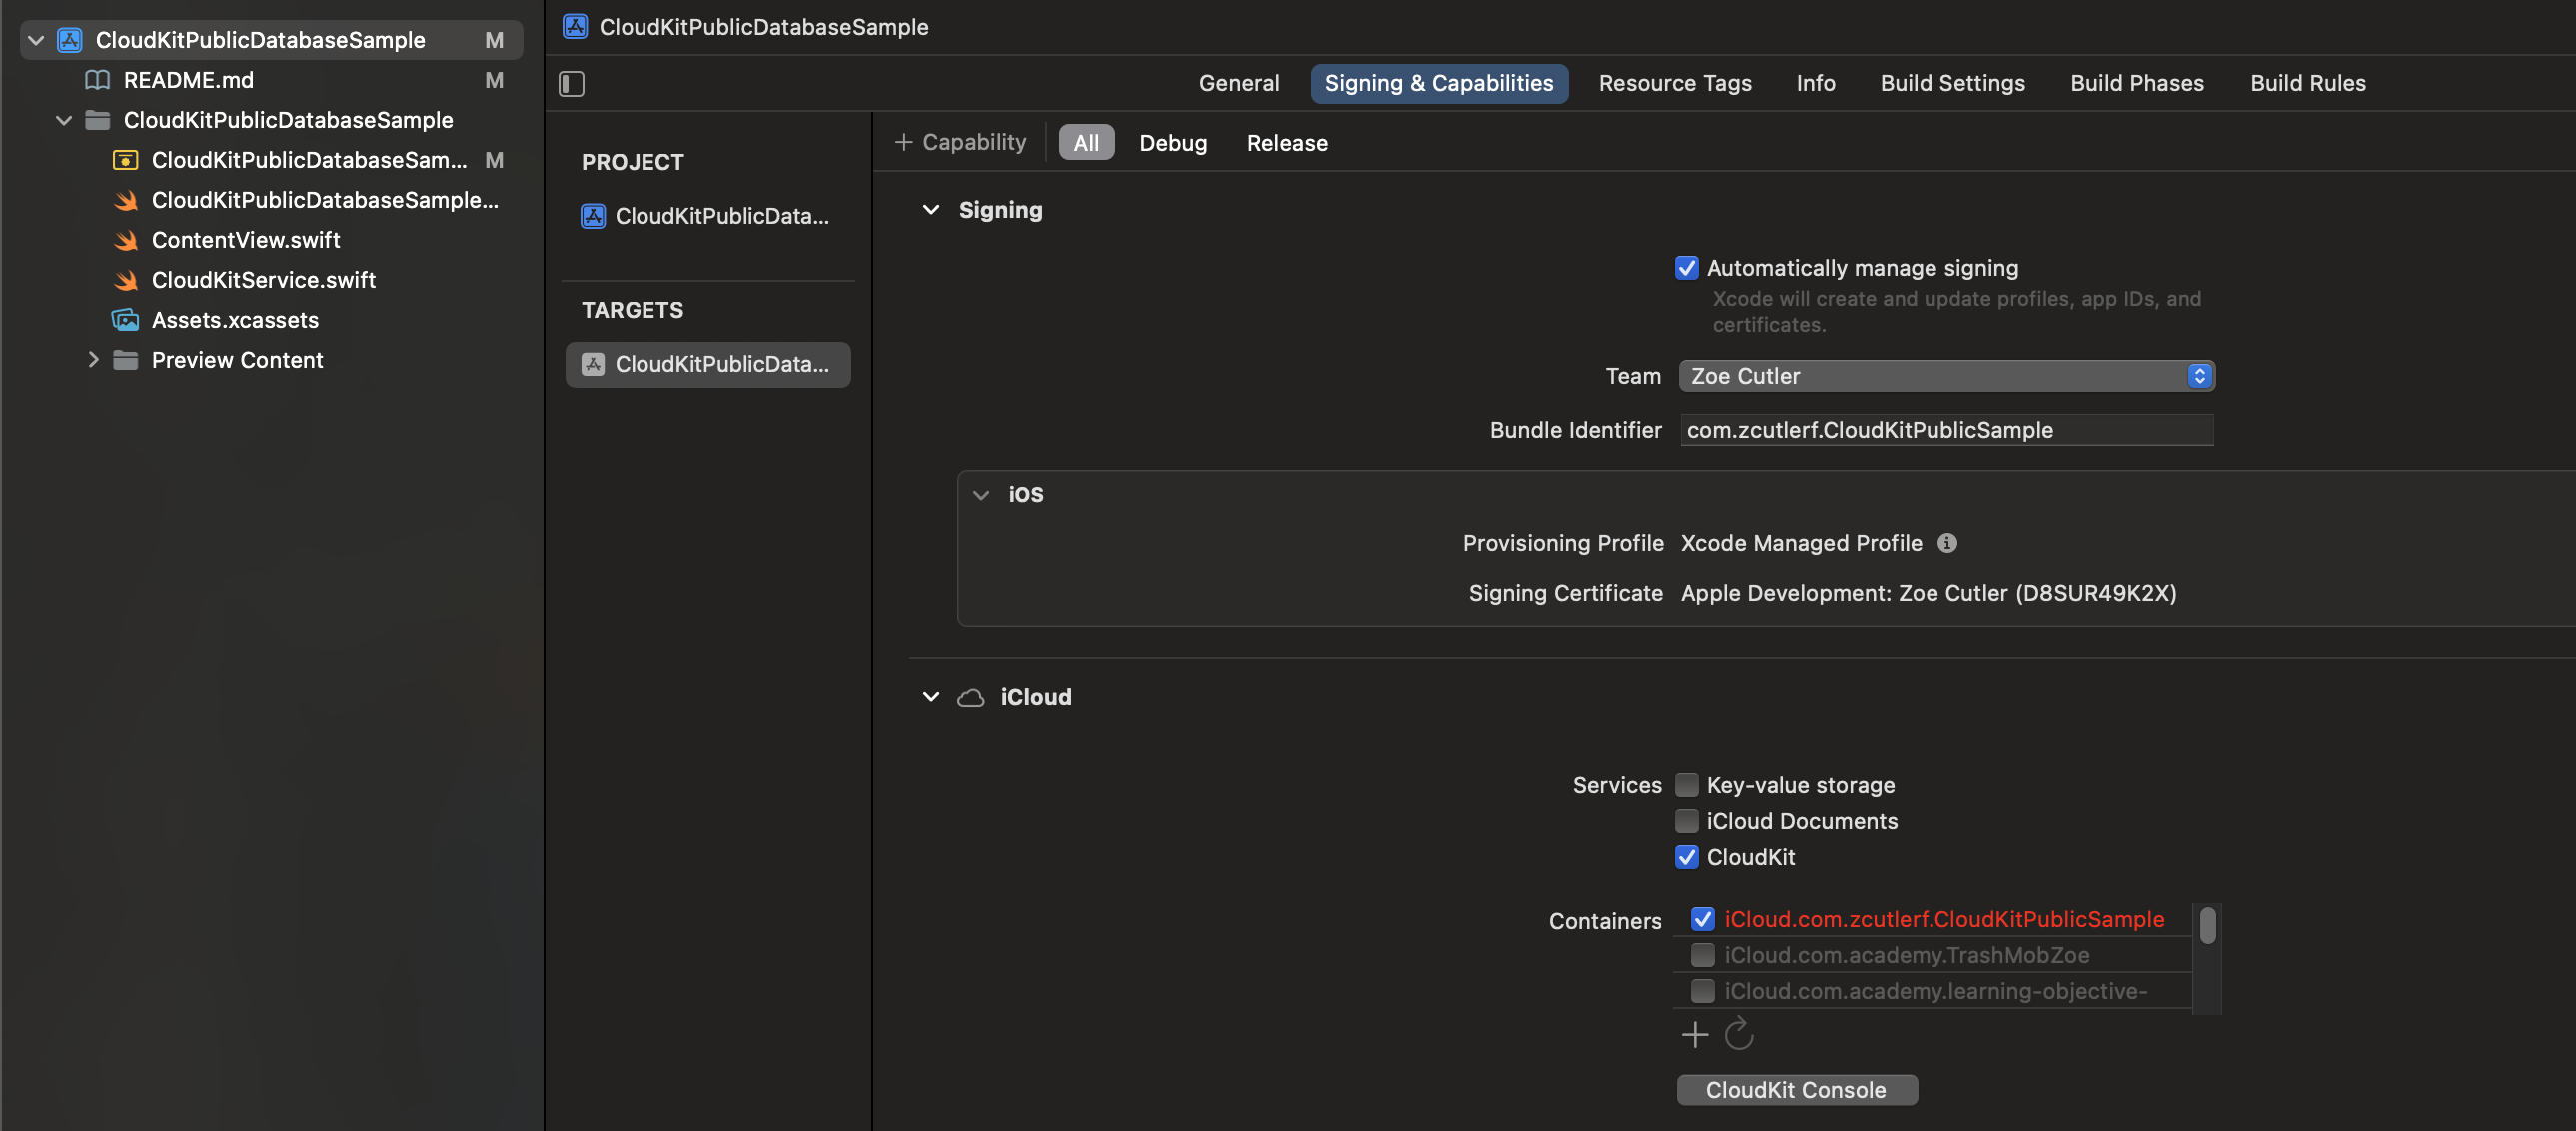 CloudKitPublicDatabaseSample M
README.md M
CloudKitPublicDatabaseSample
CloudKitPublicDatabaseSam... M
CloudKitPublicDatabaseSample...
ContentView.swift
CloudKitService.swift
Assets.xcassets
Preview Content
CloudKitPublicDatabaseSample
General Signing & Capabilities Resource Tags Info Build Settings Build Phases Build Rules
PROJECT
CloudKitPublicData...
TARGETS
CloudKitPublicData...
+ Capability All Debug Release
Signing
Automatically manage signing
Xcode will create and update profiles, app IDs, and
certificates.
Team Zoe Cutler
Bundle Identifier com.zcutlerf.CloudKitPublicSample
iOS
Provisioning Profile Xcode Managed Profile
Signing Certificate Apple Development: Zoe Cutler (D8SUR49K2X)
iCloud
Services Key-value storage
iCloud Documents
CloudKit
Containers iCloud.com.zcutlerf.CloudKitPublicSample
iCloud.com.academy.TrashMobZoe
iCloud.com.academy.learning-objective-
CloudKit Console